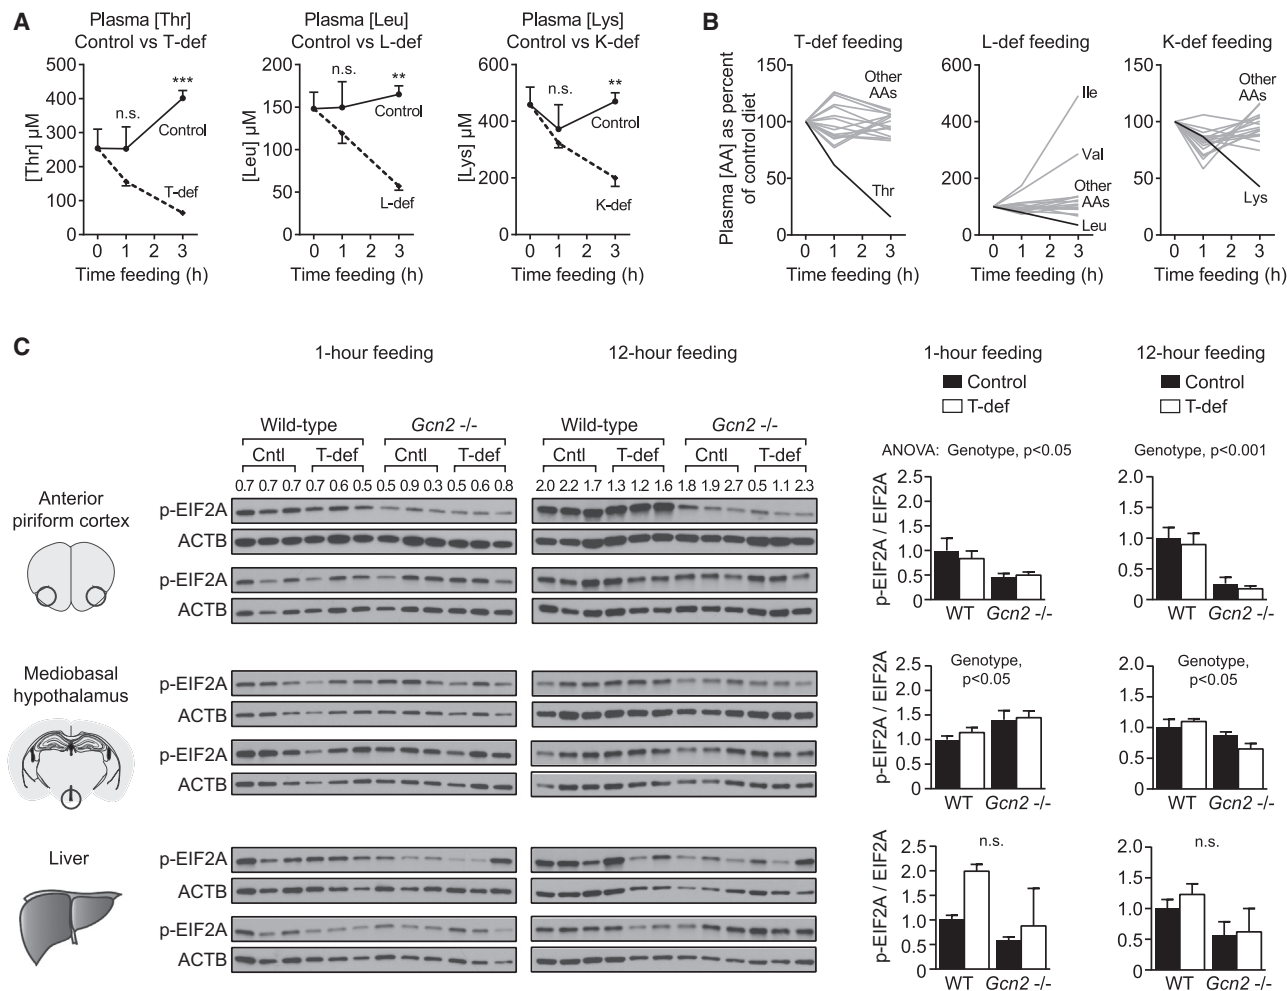 A
Plasma [Thr]
Control vs T-def
500
400
300
200
100
0
[Thr] µM
n.s.
***
Control
T-def
0 1 2 3
Time feeding (h)
Plasma [Leu]
Control vs L-def
200
150
100
50
0
[Leu] µM
n.s.
**
Control
L-def
0 1 2 3
Time feeding (h)
Plasma [Lys]
Control vs K-def
600
400
200
0
[Lys] µM
n.s.
**
Control
K-def
0 1 2 3
Time feeding (h)
B
Plasma [AA] as percent
of control diet
T-def feeding
150
100
50
0
Other
AAs
Thr
0 1 2 3
Time feeding (h)
L-def feeding
600
400
200
0
Ile
Val
Other
AAs
Leu
0 1 2 3
Time feeding (h)
K-def feeding
150
100
50
0
Other
AAs
Lys
0 1 2 3
Time feeding (h)
C
1-hour feeding
12-hour feeding
Wild-type
Gcn2 -/-
Wild-type
Gcn2 -/-
Cntl T-def Cntl T-def
Cntl T-def Cntl T-def
0.7 0.7 0.7 0.7 0.6 0.5 0.5 0.9 0.3 0.5 0.6 0.8
2.0 2.2 1.7 1.3 1.2 1.6 1.8 1.9 2.7 0.5 1.1 2.3
Anterior
piriform cortex
p-EIF2A
ACTB
p-EIF2A
ACTB
Mediobasal
hypothalamus
p-EIF2A
ACTB
p-EIF2A
ACTB
Liver
p-EIF2A
ACTB
p-EIF2A
ACTB
1-hour feeding
Control
T-def
12-hour feeding
Control
T-def
ANOVA: Genotype, p<0.05
p-EIF2A / EIF2A
2.5
2.0
1.5
1.0
0.5
0
WT Gcn2 -/-
Genotype, p<0.001
2.0
1.5
1.0
0.5
0
WT Gcn2 -/-
Genotype,
p<0.05
p-EIF2A / EIF2A
2.5
2.0
1.5
1.0
0.5
0
WT Gcn2 -/-
Genotype,
p<0.05
2.0
1.5
1.0
0.5
0
WT Gcn2 -/-
n.s.
p-EIF2A / EIF2A
2.5
2.0
1.5
1.0
0.5
0
WT Gcn2 -/-
n.s.
2.0
1.5
1.0
0.5
0
WT Gcn2 -/-